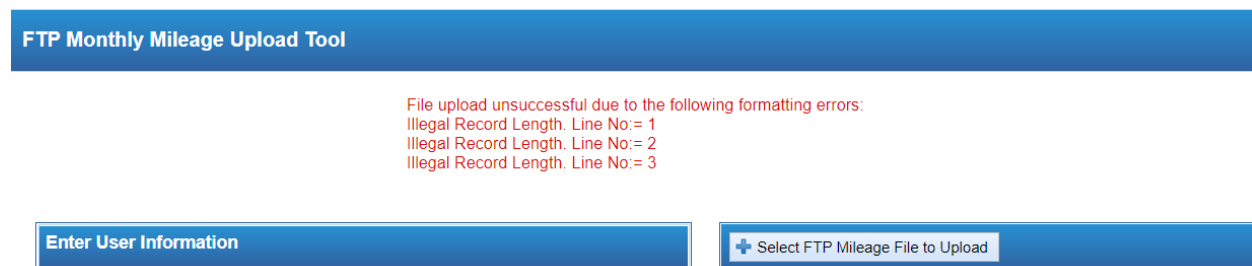 FTP Monthly Mileage Upload Tool
File upload unsuccessful due to the following formatting errors:
Illegal Record Length. Line No:= 1
Illegal Record Length. Line No:= 2
Illegal Record Length. Line No:= 3
Enter User Information
Select FTP Mileage File to Upload